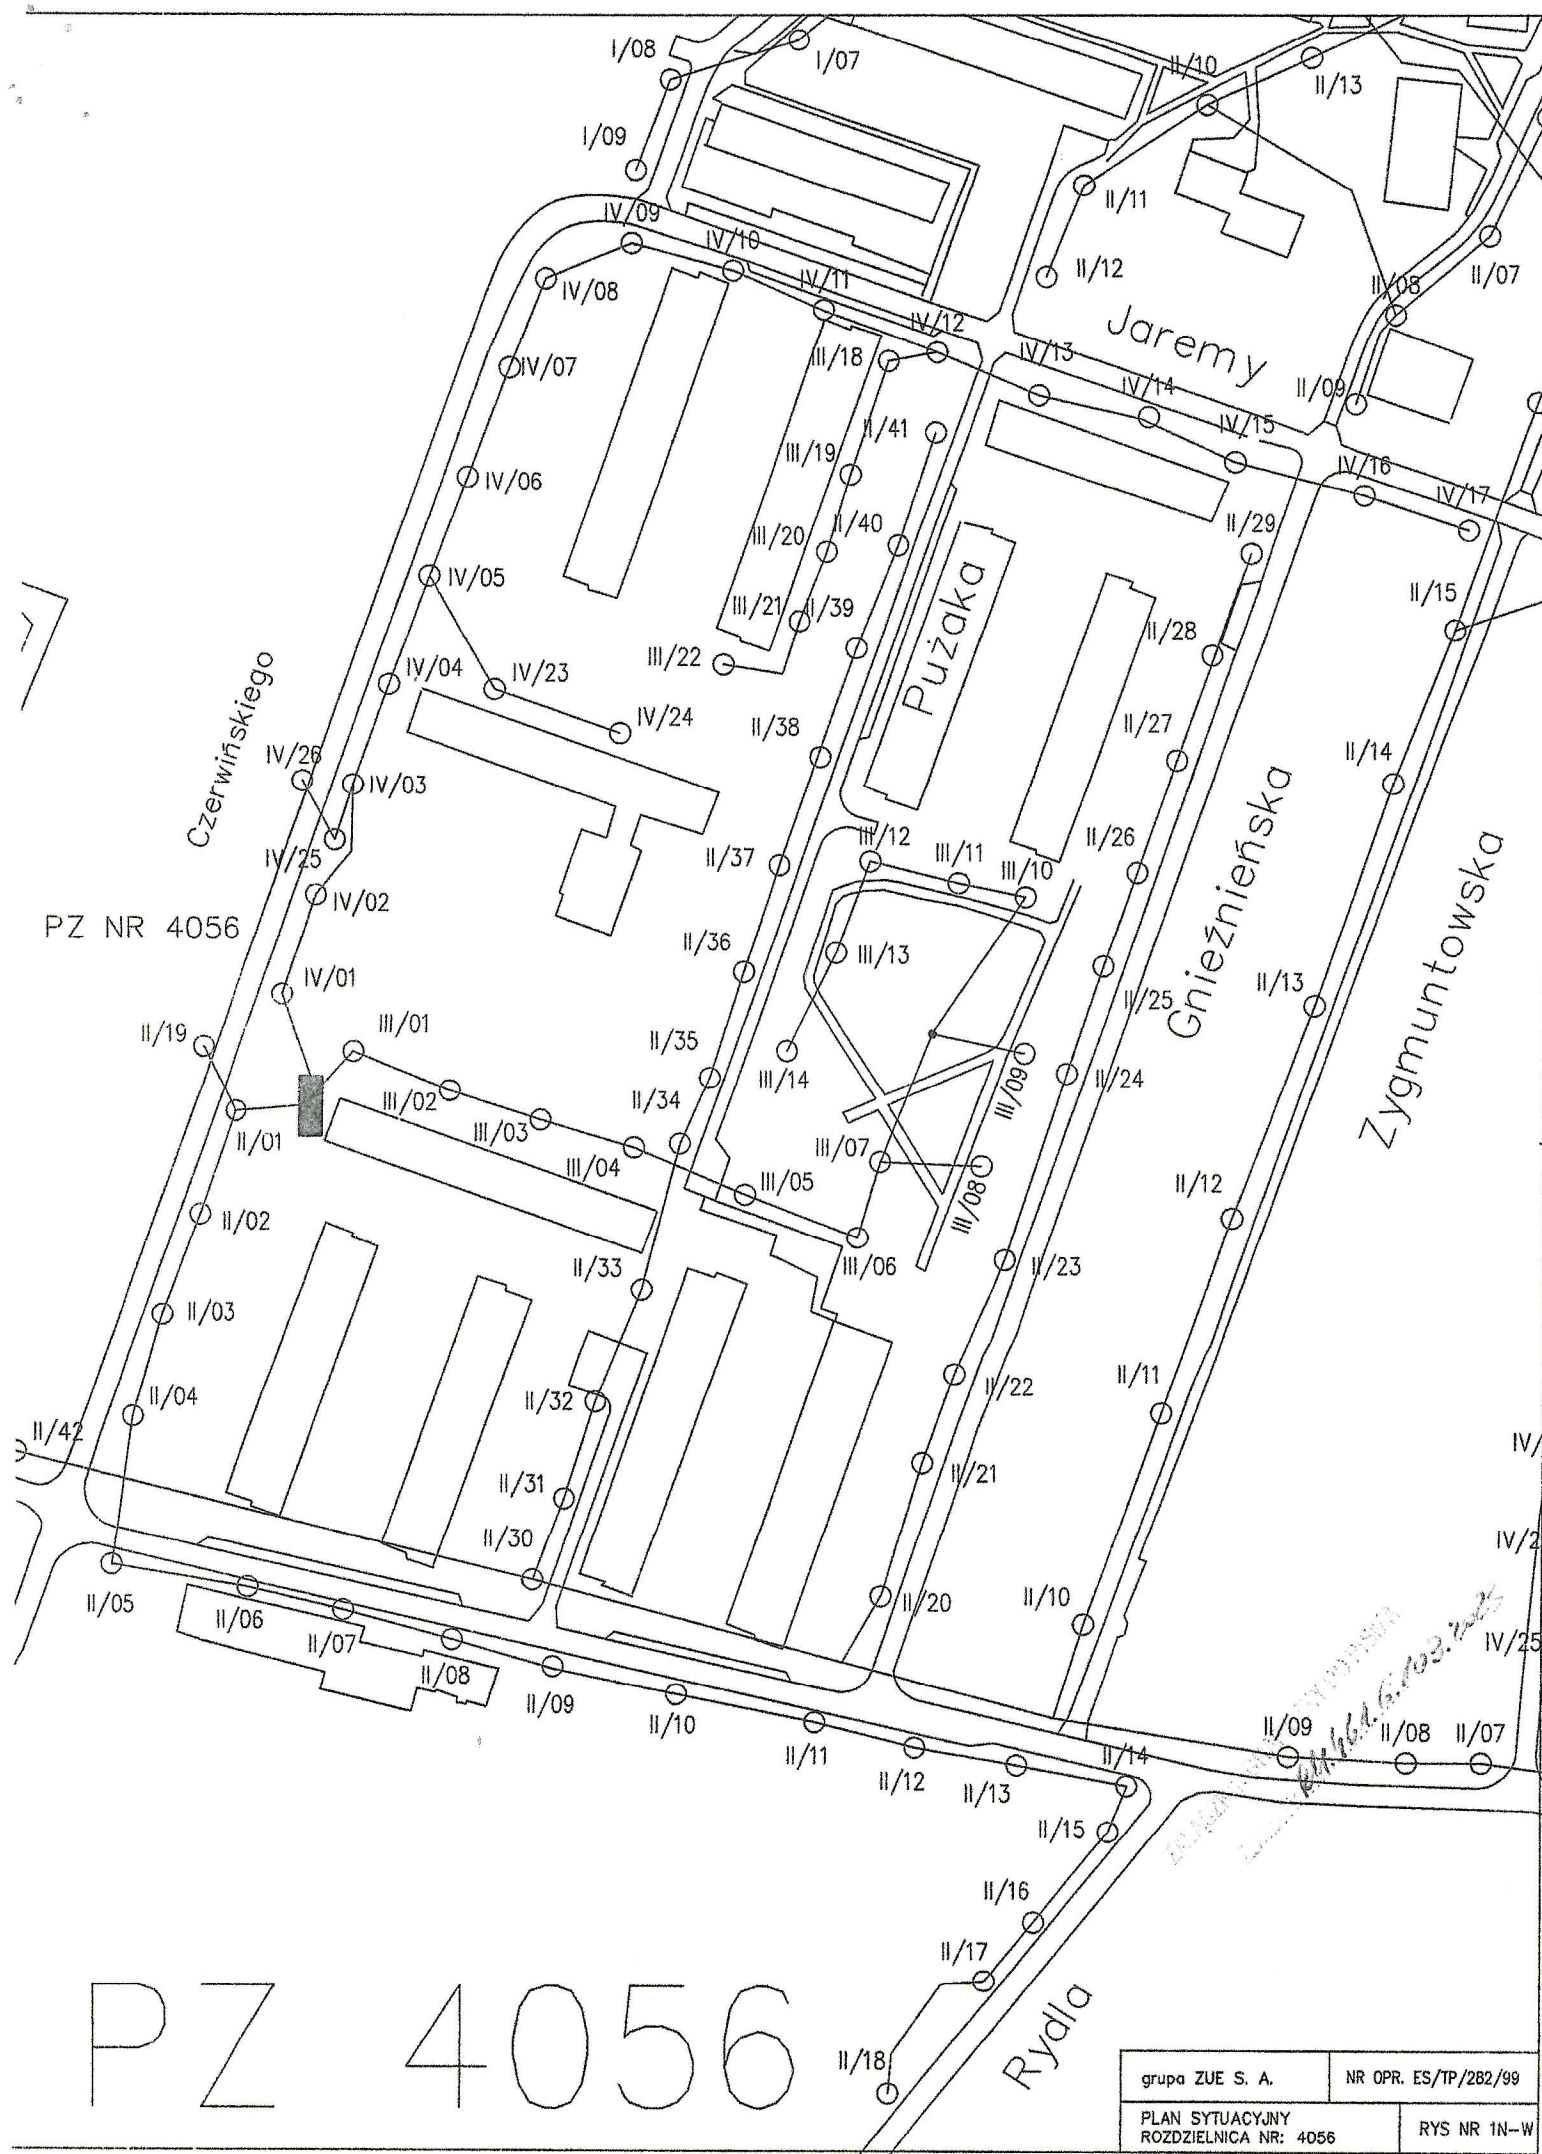 I/08
I/07
II/10
II/13
I/09
II/11
IV/09
IV/10
II/12
II/07
IV/08
IV/11
II/08
IV/12
Jaremy
IV/07
III/18
IV/13
IV/14
II/09
II/41
IV/15
III/19
IV/06
IV/16
IV/17
III/20
II/40
II/29
IV/05
III/21
II/39
II/15
Pużaka
II/28
III/22
IV/04
IV/23
IV/24
Czerwińskiego
II/38
II/27
IV/26
IV/03
II/14
IV/25
III/12
II/37
III/11
III/10
II/26
IV/02
Gnieźnieńska
Zygmuntowska
PZ NR 4056
II/36
III/13
IV/01
II/25
II/13
II/19
III/01
II/35
III/14
III/09
II/24
III/02
II/34
II/01
III/03
III/04
III/07
III/05
III/08
II/12
II/02
III/06
II/33
II/23
II/03
II/04
II/32
II/22
II/11
II/42
IV/
II/31
II/21
II/30
IV/2
II/05
II/06
II/07
II/20
II/10
IV/25
II/08
II/09
II/10
II/11
II/12
II/13
II/14
II/09
II/08
II/07
II/15
II/16
II/17
Rydla
II/18
PZ 4056
grupa ZUE S. A.
NR OPR. ES/TP/282/99
PLAN SYTUACYJNY
ROZDZIELNICA NR: 4056
RYS NR 1N-W